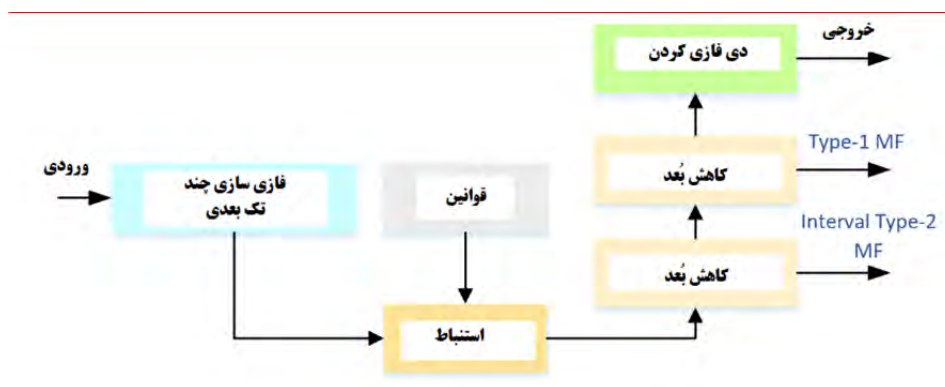 خروجی
دی فازی کردن
Type-1 MF
کاهش بُعد
ورودی
فازی سازی چند
تک بعدی
قوانین
Interval Type-2
MF
کاهش بُعد
استنباط